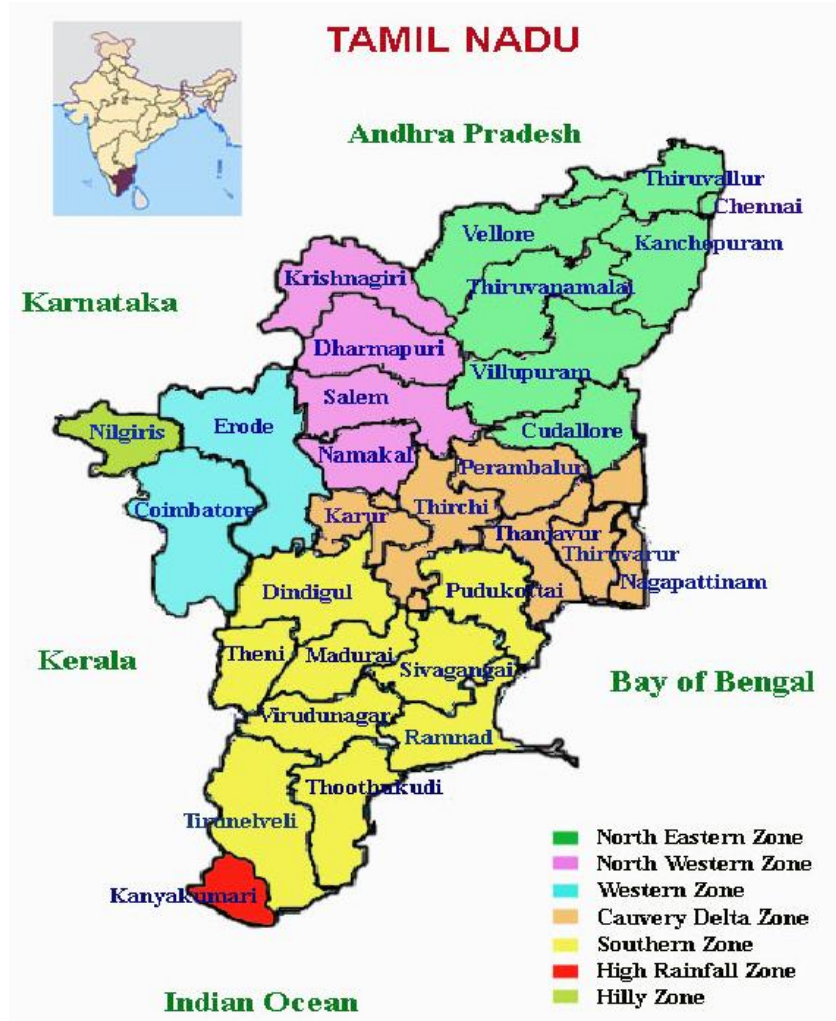 TAMIL NADU
Andhra Pradesh
Thiruvallur
Chennai
Vellore
Kanchepuram
Krishnagiri
Thiruvanamalai
Karnataka
Dharmapuri
Villupuram
Salem
Nilgiris
Erode
Cudallore
Namakal
Perambalur
Coimbatore
Karur
Thirchi
Thanjavur
Thiruvarur
Nagapattinam
Dindigul
Pudukottai
Kerala
Theni
Madurai
Sivagangai
Bay of Bengal
Virudunagar
Ramnad
Thoothukudi
Tirunelveli
Kanyakumari
North Eastern Zone
North Western Zone
Western Zone
Cauvery Delta Zone
Southern Zone
High Rainfall Zone
Hilly Zone
Indian Ocean